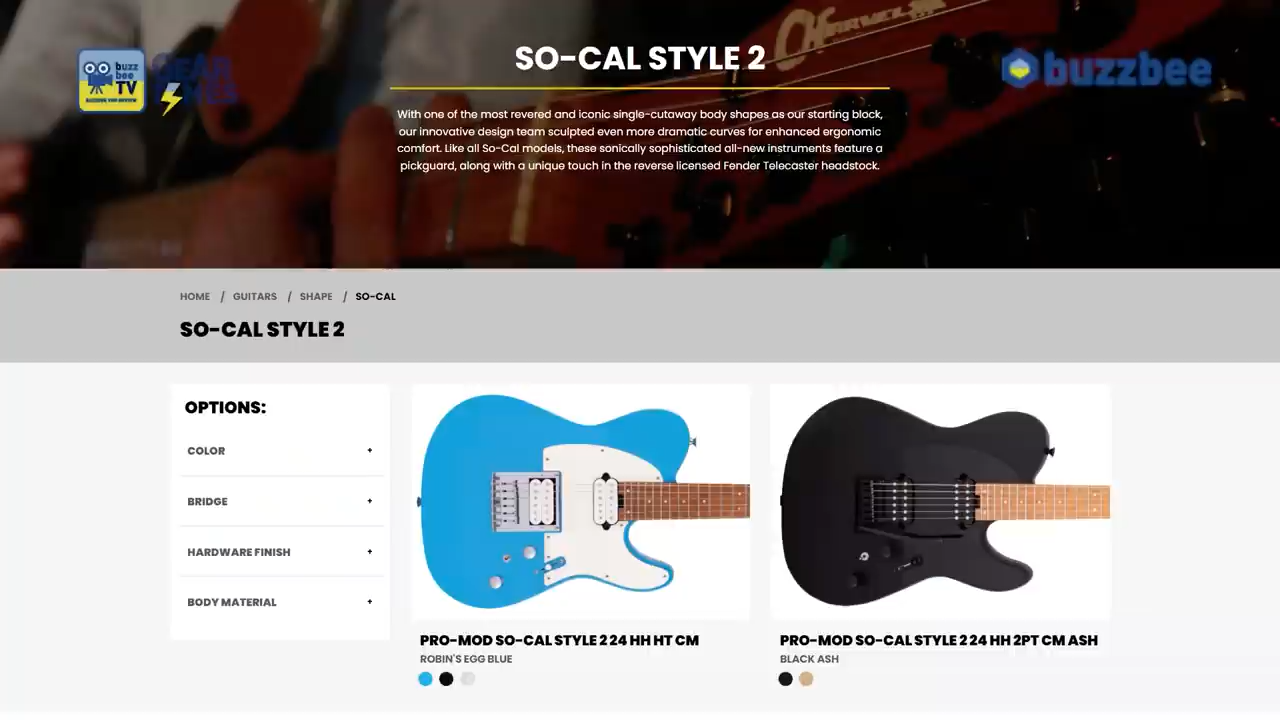 CHARVEL
SO-CAL STYLE 2
buzz
bee
TV
GEAR
buzzbee
With one of the most revered and iconic single-cutaway body shapes as our starting block,
our innovative design team sculpted even more dramatic curves for enhanced ergonomic
comfort. Like all So-Cal models, these sonically sophisticated all-new instruments feature a
pickguard, along with a unique touch in the reverse licensed Fender Telecaster headstock.
HOME / GUITARS / SHAPE / SO-CAL
SO-CAL STYLE 2
OPTIONS:
COLOR +
BRIDGE +
HARDWARE FINISH +
BODY MATERIAL +
PRO-MOD SO-CAL STYLE 2 24 HH HT CM
ROBIN'S EGG BLUE
PRO-MOD SO-CAL STYLE 2 24 HH 2PT CM ASH
BLACK ASH